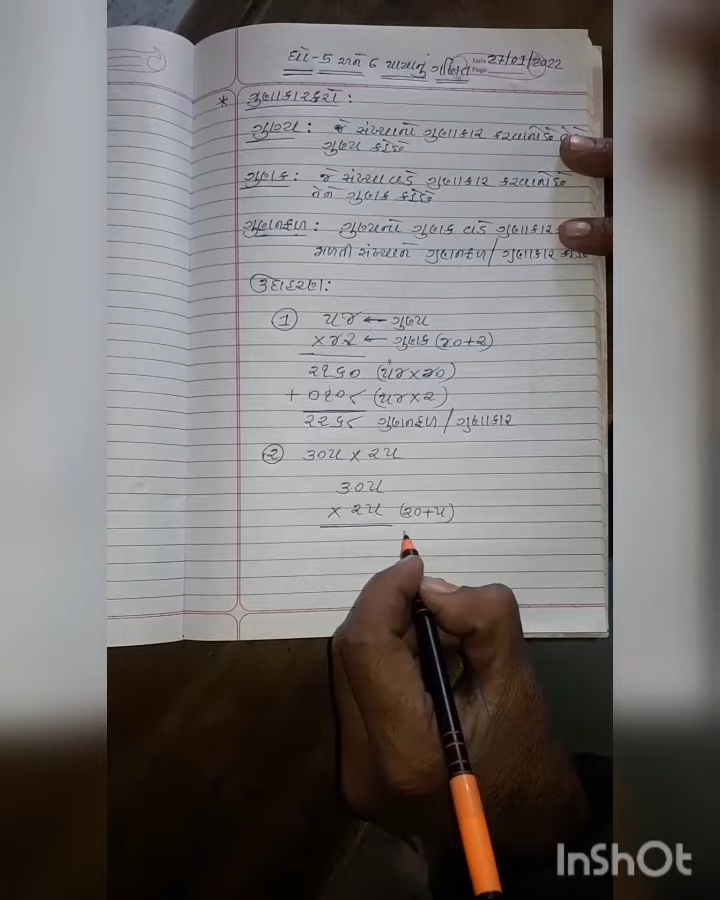 ધો-5 અને 6 પાયાનું ગણિત Date 27/01/2022
Page
* ગુણાકારકરો :
ગુણ્ય : જે સંખ્યાનો ગુણાકાર કરવાનોહોય
ગુણ્ય કહેછે
ગુણક : જે સંખ્યા વડે ગુણાકાર કરવાનોહોય
તેને ગુણક કહેછે
ગુણનફળ : ગુણ્યનો ગુણક વડે ગુણાકાર
મળતી સંખ્યાને ગુણનફળ/ગુણાકાર
ઉદાહરણ:
① ૫૪ ← ગુણ્ય
×૪૨ ← ગુણક (૪૦+૨)
૨૧૬૦ (૫૪×૪૦)
+ ૦૧૦૮ (૫૪×૨)
૨૨૬૮ ગુણનફળ/ગુણાકાર
② ૩૦૫ × ૨૫
૩૦૫
× ૨૫ (૨૦+૫)
InShOt